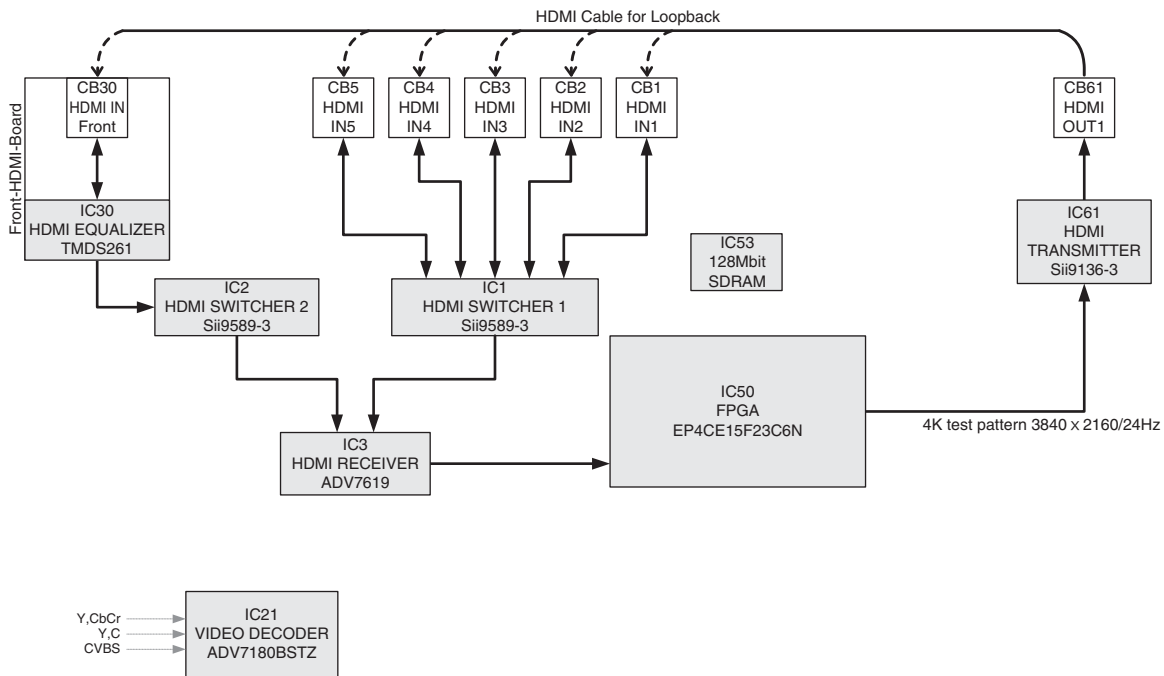 HDMI Cable for Loopback
CB30
HDMI IN
Front
CB5
HDMI
IN5
CB4
HDMI
IN4
CB3
HDMI
IN3
CB2
HDMI
IN2
CB1
HDMI
IN1
CB61
HDMI
OUT1
Front-HDMI-Board
IC30
HDMI EQUALIZER
TMDS261
IC61
HDMI
TRANSMITTER
Sii9136-3
IC53
128Mbit
SDRAM
IC2
HDMI SWITCHER 2
Sii9589-3
IC1
HDMI SWITCHER 1
Sii9589-3
IC50
FPGA
EP4CE15F23C6N
4K test pattern 3840 x 2160/24Hz
IC3
HDMI RECEIVER
ADV7619
Y,CbCr
Y,C
CVBS
IC21
VIDEO DECODER
ADV7180BSTZ